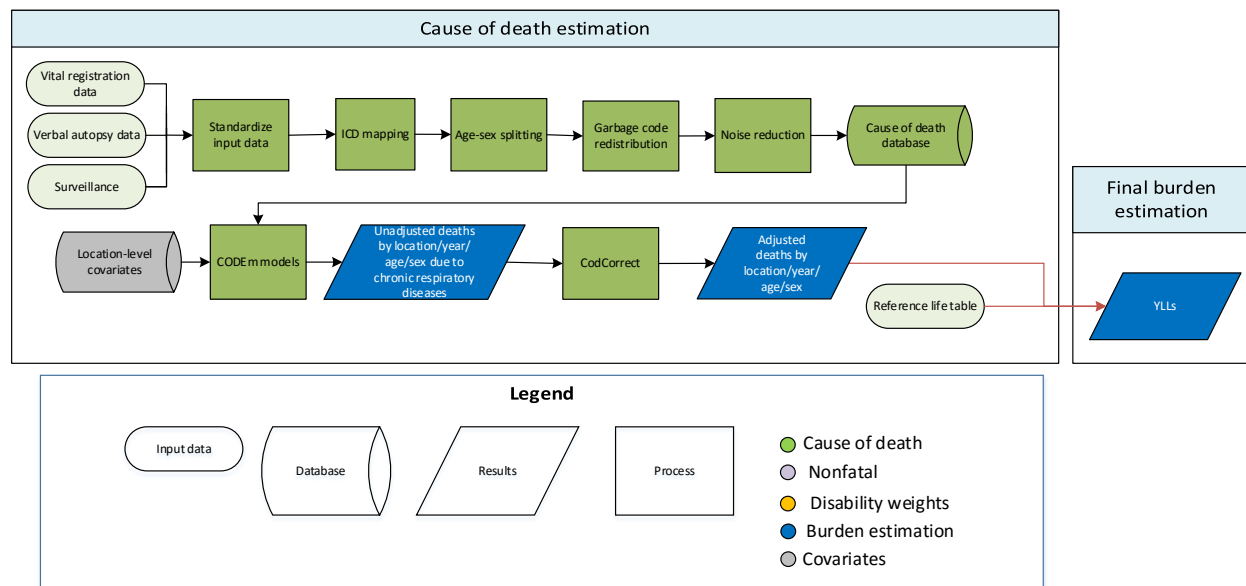 Cause of death estimation
Vital registration
data
Verbal autopsy data
Surveillance
Standardize
input data
ICD mapping
Age-sex splitting
Garbage code
redistribution
Noise reduction
Cause of death
database
Location-level
covariates
CODEm models
Unadjusted deaths
by location/year/
age/sex due to
chronic respiratory
diseases
CodCorrect
Adjusted
deaths by
location/year/
age/sex
Reference life table
Final burden
estimation
YLLs
Legend
Input data
Database
Results
Process
Cause of death
Nonfatal
Disability weights
Burden estimation
Covariates